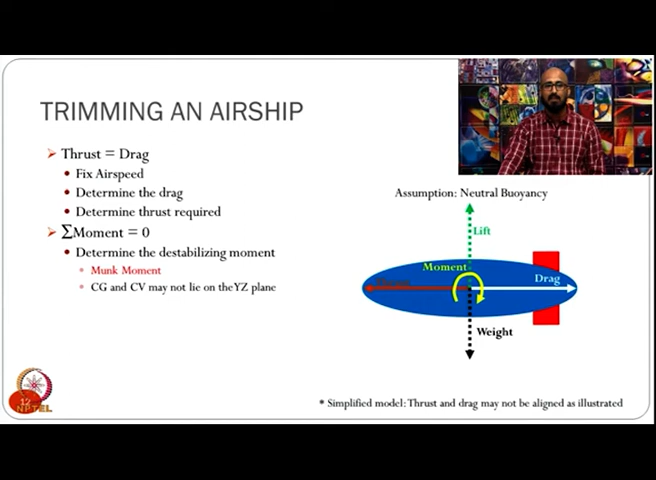 TRIMMING AN AIRSHIP
Thrust = Drag
Fix Airspeed
Determine the drag
Determine thrust required
∑Moment = 0
Determine the destabilizing moment
Munk Moment
CG and CV may not lie on the YZ plane
Assumption: Neutral Buoyancy
Lift
Moment
Drag
Weight
* Simplified model: Thrust and drag may not be aligned as illustrated
12
NPTEL